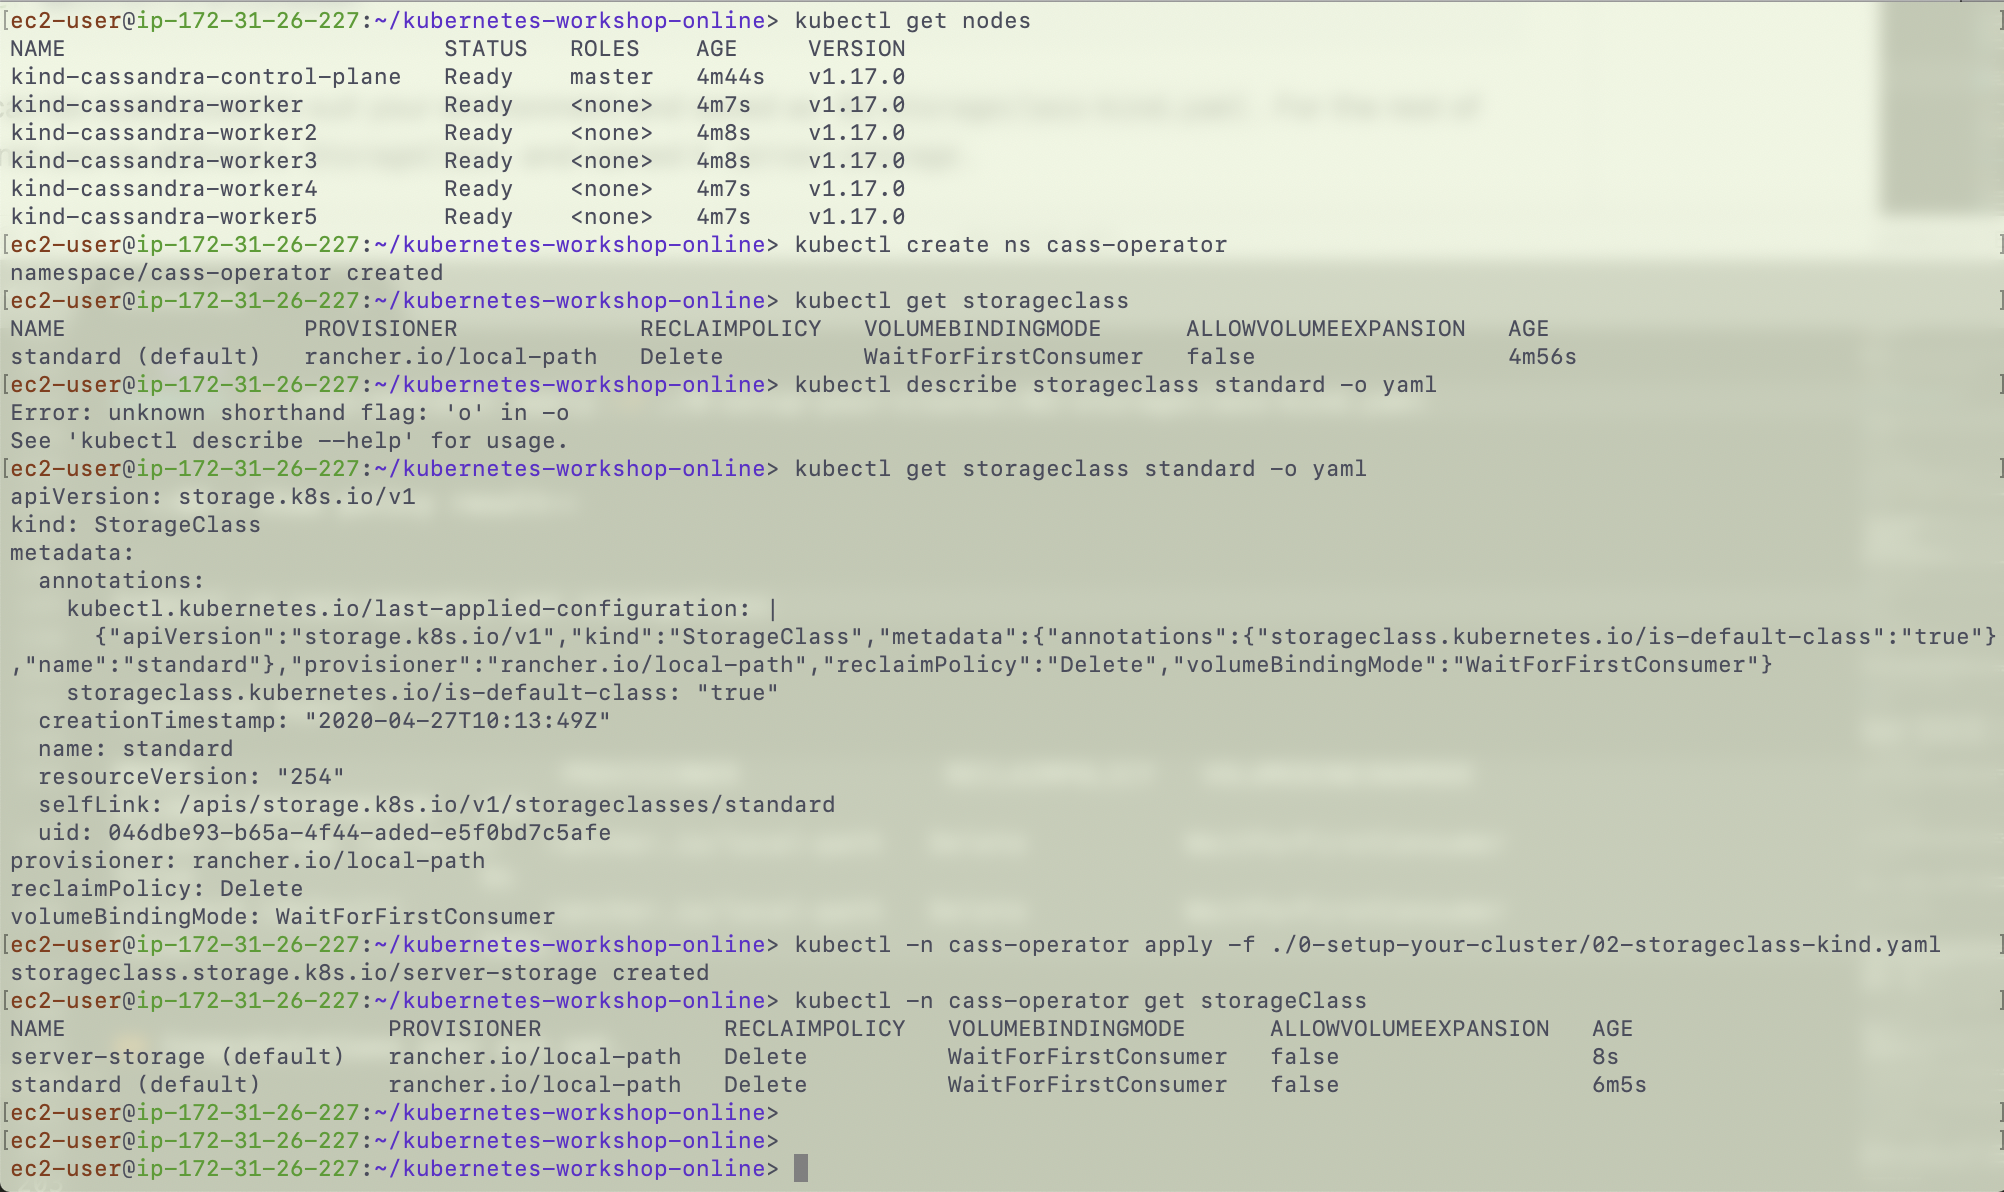 [ec2-user@ip-172-31-26-227:~/kubernetes-workshop-online> kubectl get nodes ]
NAME STATUS ROLES AGE VERSION
kind-cassandra-control-plane Ready master 4m44s v1.17.0
kind-cassandra-worker Ready <none> 4m7s v1.17.0
kind-cassandra-worker2 Ready <none> 4m8s v1.17.0
kind-cassandra-worker3 Ready <none> 4m8s v1.17.0
kind-cassandra-worker4 Ready <none> 4m7s v1.17.0
kind-cassandra-worker5 Ready <none> 4m7s v1.17.0
[ec2-user@ip-172-31-26-227:~/kubernetes-workshop-online> kubectl create ns cass-operator ]
namespace/cass-operator created
[ec2-user@ip-172-31-26-227:~/kubernetes-workshop-online> kubectl get storageclass ]
NAME PROVISIONER RECLAIMPOLICY VOLUMEBINDINGMODE ALLOWVOLUMEEXPANSION AGE
standard (default) rancher.io/local-path Delete WaitForFirstConsumer false 4m56s
[ec2-user@ip-172-31-26-227:~/kubernetes-workshop-online> kubectl describe storageclass standard -o yaml ]
Error: unknown shorthand flag: 'o' in -o
See 'kubectl describe --help' for usage.
[ec2-user@ip-172-31-26-227:~/kubernetes-workshop-online> kubectl get storageclass standard -o yaml ]
apiVersion: storage.k8s.io/v1
kind: StorageClass
metadata:
  annotations:
    kubectl.kubernetes.io/last-applied-configuration: |
      {"apiVersion":"storage.k8s.io/v1","kind":"StorageClass","metadata":{"annotations":{"storageclass.kubernetes.io/is-default-class":"true"}
,"name":"standard"},"provisioner":"rancher.io/local-path","reclaimPolicy":"Delete","volumeBindingMode":"WaitForFirstConsumer"}
    storageclass.kubernetes.io/is-default-class: "true"
  creationTimestamp: "2020-04-27T10:13:49Z"
  name: standard
  resourceVersion: "254"
  selfLink: /apis/storage.k8s.io/v1/storageclasses/standard
  uid: 046dbe93-b65a-4f44-aded-e5f0bd7c5afe
provisioner: rancher.io/local-path
reclaimPolicy: Delete
volumeBindingMode: WaitForFirstConsumer
[ec2-user@ip-172-31-26-227:~/kubernetes-workshop-online> kubectl -n cass-operator apply -f ./0-setup-your-cluster/02-storageclass-kind.yaml ]
storageclass.storage.k8s.io/server-storage created
[ec2-user@ip-172-31-26-227:~/kubernetes-workshop-online> kubectl -n cass-operator get storageClass ]
NAME PROVISIONER RECLAIMPOLICY VOLUMEBINDINGMODE ALLOWVOLUMEEXPANSION AGE
server-storage (default) rancher.io/local-path Delete WaitForFirstConsumer false 8s
standard (default) rancher.io/local-path Delete WaitForFirstConsumer false 6m5s
[ec2-user@ip-172-31-26-227:~/kubernetes-workshop-online> ]
[ec2-user@ip-172-31-26-227:~/kubernetes-workshop-online> ]
ec2-user@ip-172-31-26-227:~/kubernetes-workshop-online>